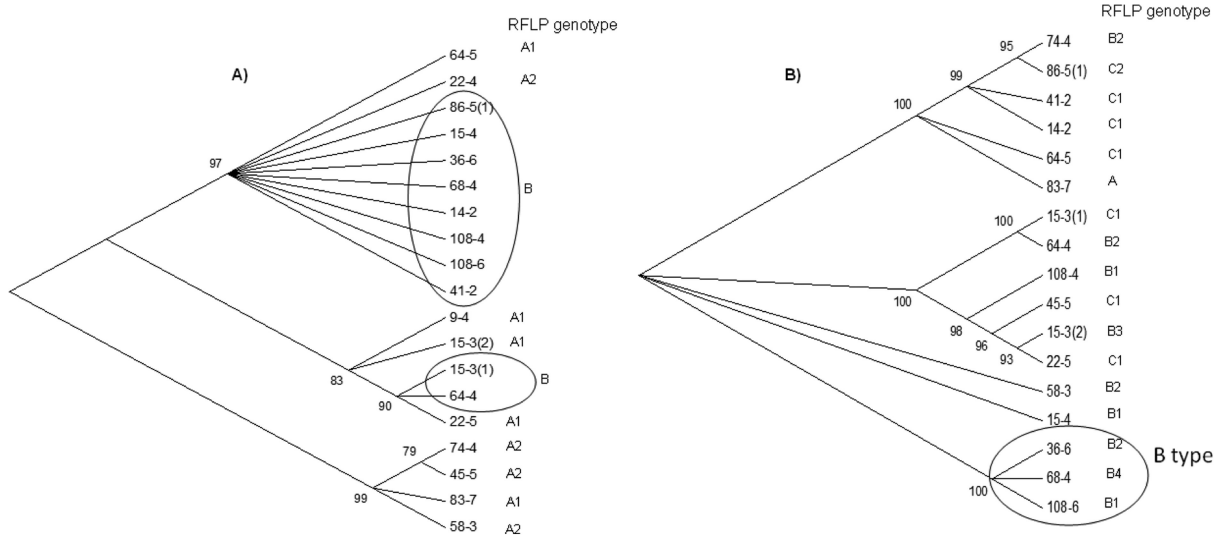 RFLP genotype
A)
64-5 A1
22-4 A2
86-5(1)
15-4
36-6
68-4
14-2
108-4
108-6
41-2
B
97
9-4 A1
15-3(2) A1
15-3(1)
64-4
B
22-5 A1
83
90
74-4 A2
45-5 A2
83-7 A1
58-3 A2
79
99
RFLP genotype
B)
74-4 B2
86-5(1) C2
41-2 C1
14-2 C1
64-5 C1
83-7 A
95
99
100
15-3(1) C1
64-4 B2
108-4 B1
45-5 C1
15-3(2) B3
22-5 C1
100
100
98
96
93
58-3 B2
15-4 B1
36-6 B2
68-4 B4
108-6 B1
100
B type